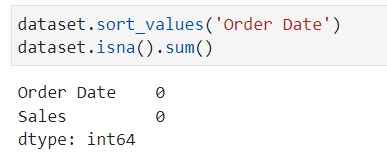 dataset.sort_values('Order Date')
dataset.isna().sum()
Order Date    0
Sales         0
dtype: int64